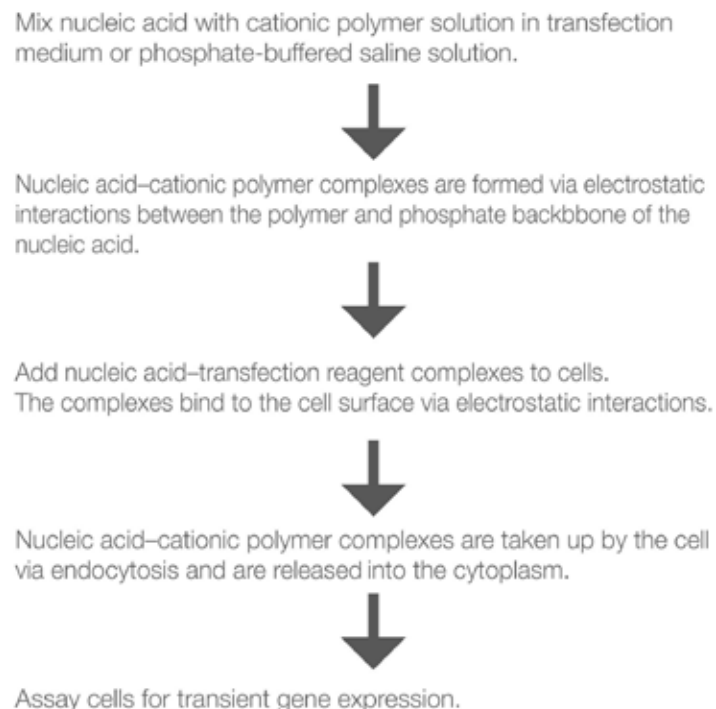 Mix nucleic acid with cationic polymer solution in transfection
medium or phosphate-buffered saline solution.
Nucleic acid–cationic polymer complexes are formed via electrostatic
interactions between the polymer and phosphate backbbone of the
nucleic acid.
Add nucleic acid–transfection reagent complexes to cells.
The complexes bind to the cell surface via electrostatic interactions.
Nucleic acid–cationic polymer complexes are taken up by the cell
via endocytosis and are released into the cytoplasm.
Assay cells for transient gene expression.